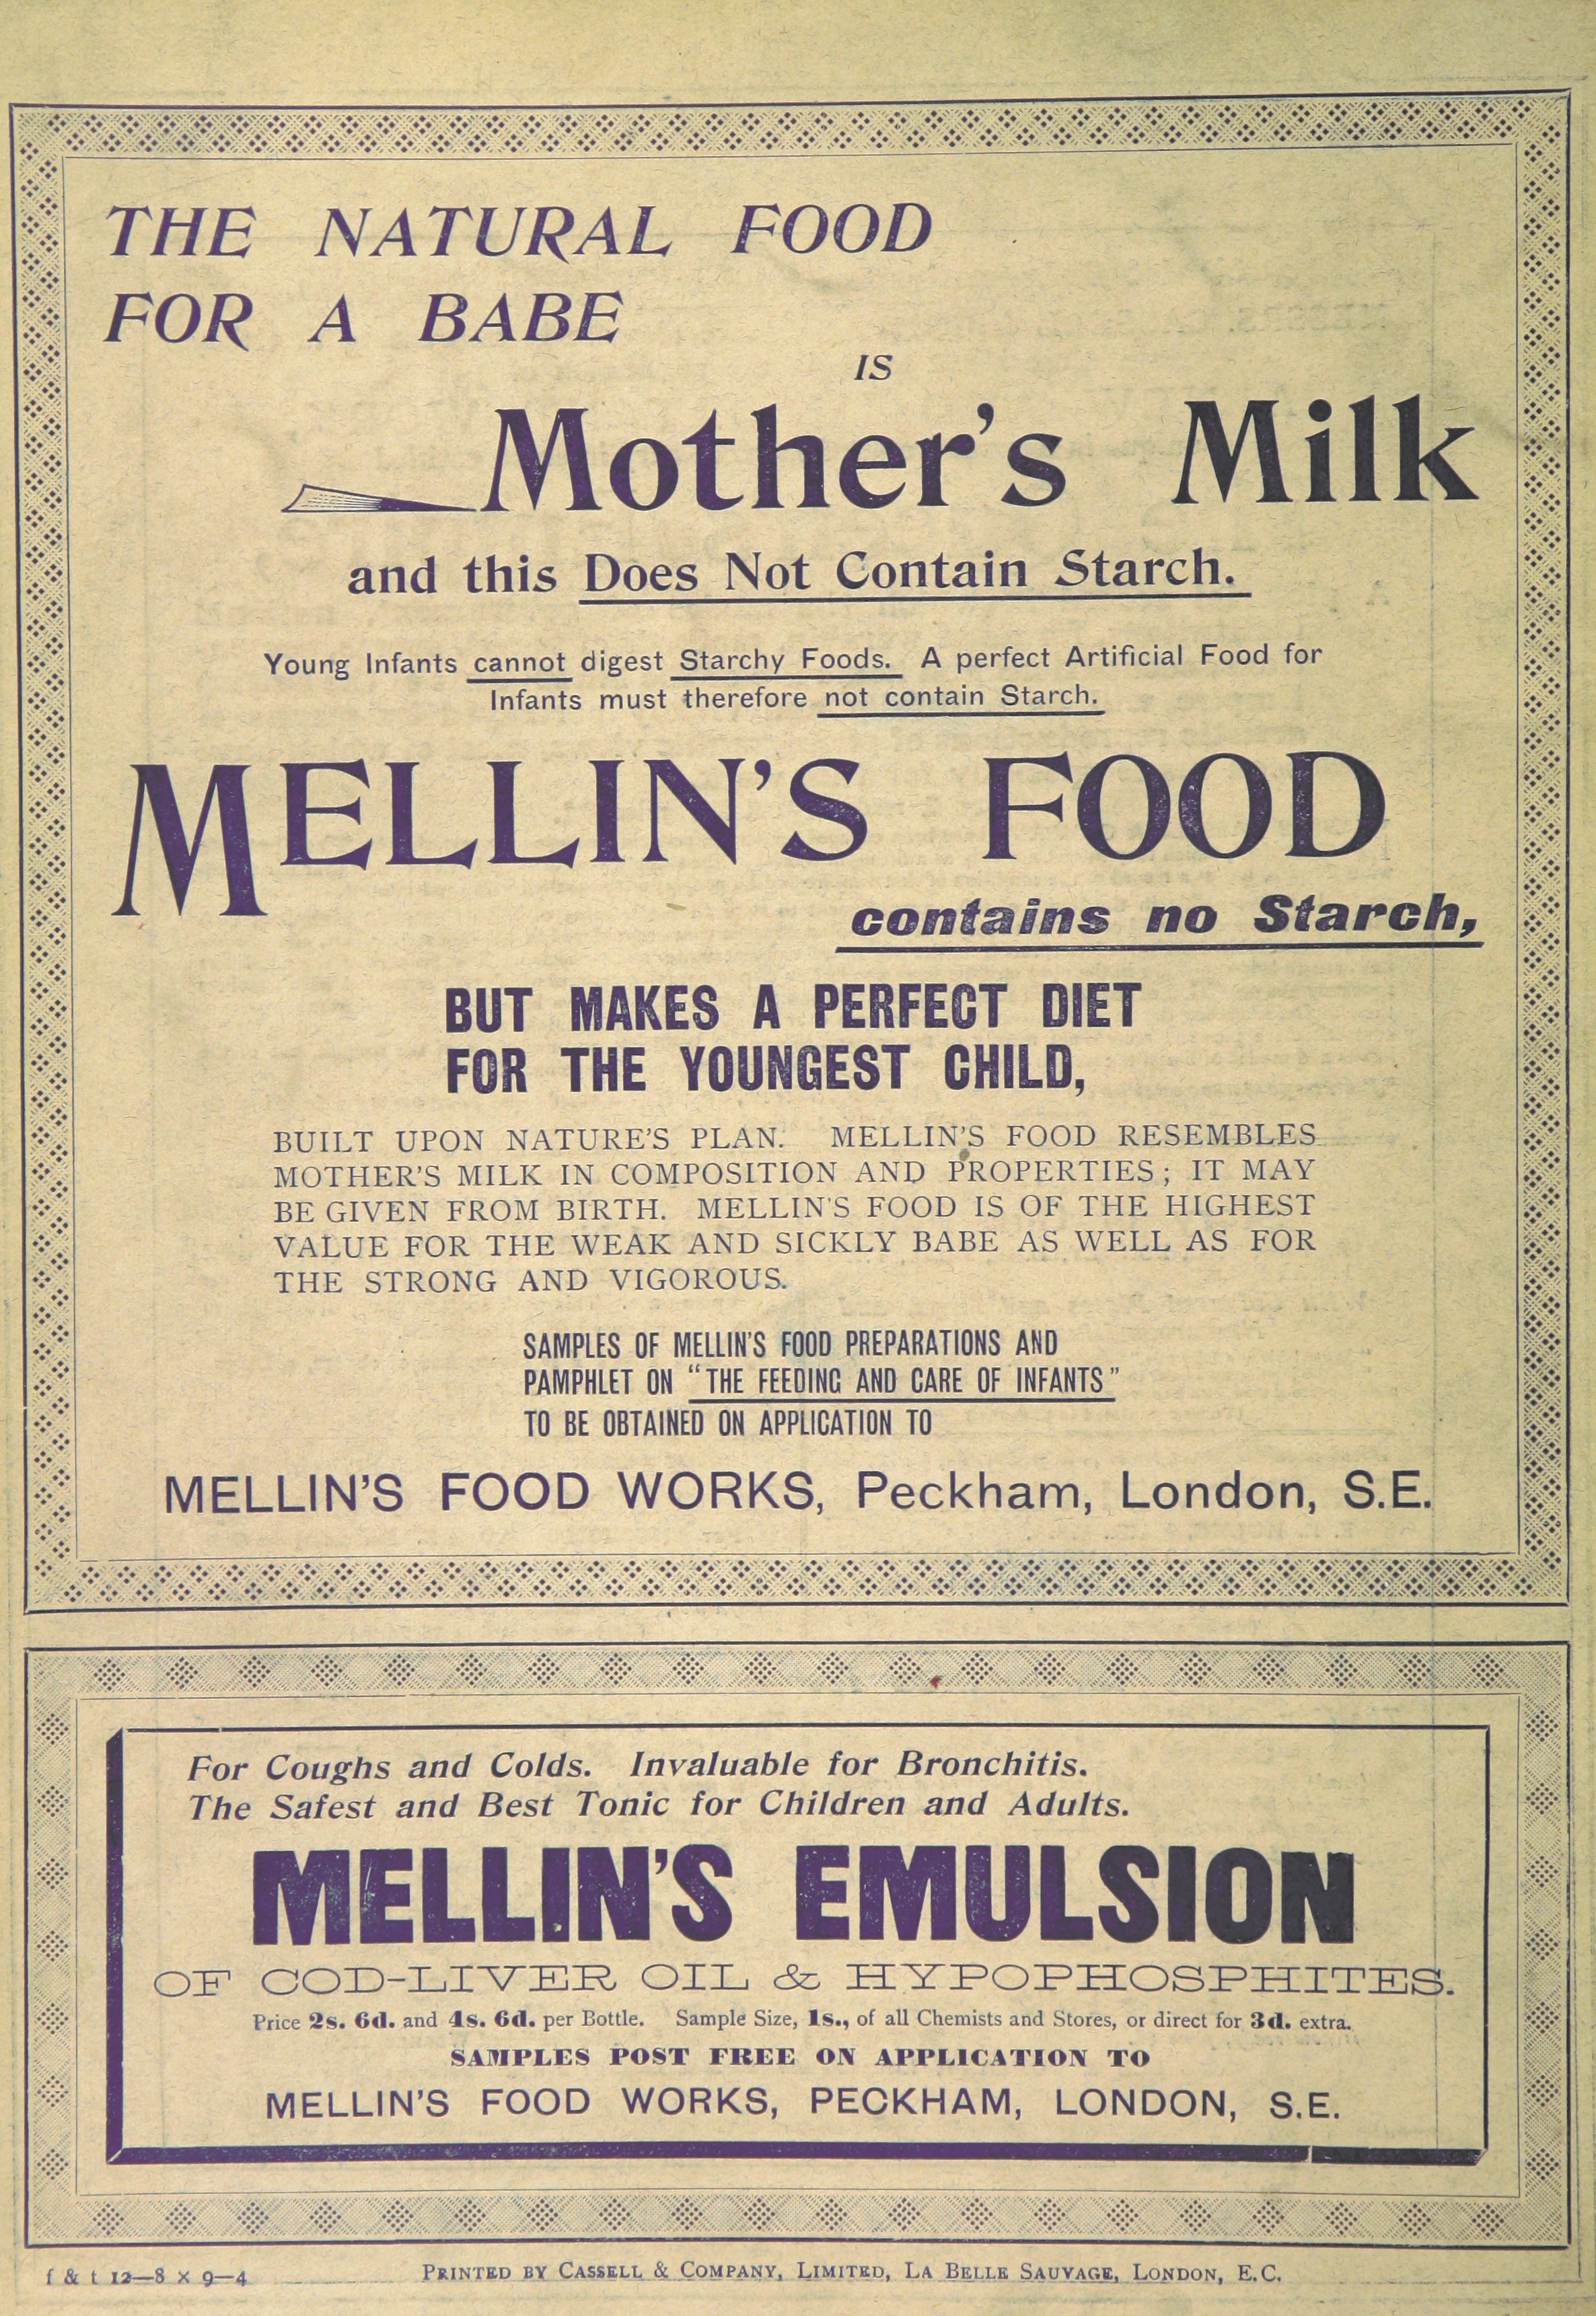 THE NATURAL FOOD
FOR A BABE
IS
Mother's Milk
and this Does Not Contain Starch.
Young Infants cannot digest Starchy Foods. A perfect Artificial Food for
Infants must therefore not contain Starch.
MELLIN'S FOOD
contains no Starch,
BUT MAKES A PERFECT DIET
FOR THE YOUNGEST CHILD,
BUILT UPON NATURE'S PLAN. MELLIN'S FOOD RESEMBLES
MOTHER'S MILK IN COMPOSITION AND PROPERTIES; IT MAY
BE GIVEN FROM BIRTH. MELLIN'S FOOD IS OF THE HIGHEST
VALUE FOR THE WEAK AND SICKLY BABE AS WELL AS FOR
THE STRONG AND VIGOROUS.
SAMPLES OF MELLIN'S FOOD PREPARATIONS AND
PAMPHLET ON "THE FEEDING AND CARE OF INFANTS"
TO BE OBTAINED ON APPLICATION TO
MELLIN'S FOOD WORKS, Peckham, London, S.E.
For Coughs and Colds. Invaluable for Bronchitis.
The Safest and Best Tonic for Children and Adults.
MELLIN'S EMULSION
OF COD-LIVER OIL & HYPOPHOSPHITES.
Price 2s. 6d. and 4s. 6d. per Bottle. Sample Size, 1s., of all Chemists and Stores, or direct for 3d. extra.
SAMPLES POST FREE ON APPLICATION TO
MELLIN'S FOOD WORKS, PECKHAM, LONDON, S.E.
f & t 12—8 × 9—4 PRINTED BY CASSELL & COMPANY, LIMITED, LA BELLE SAUVAGE, LONDON, E.C.